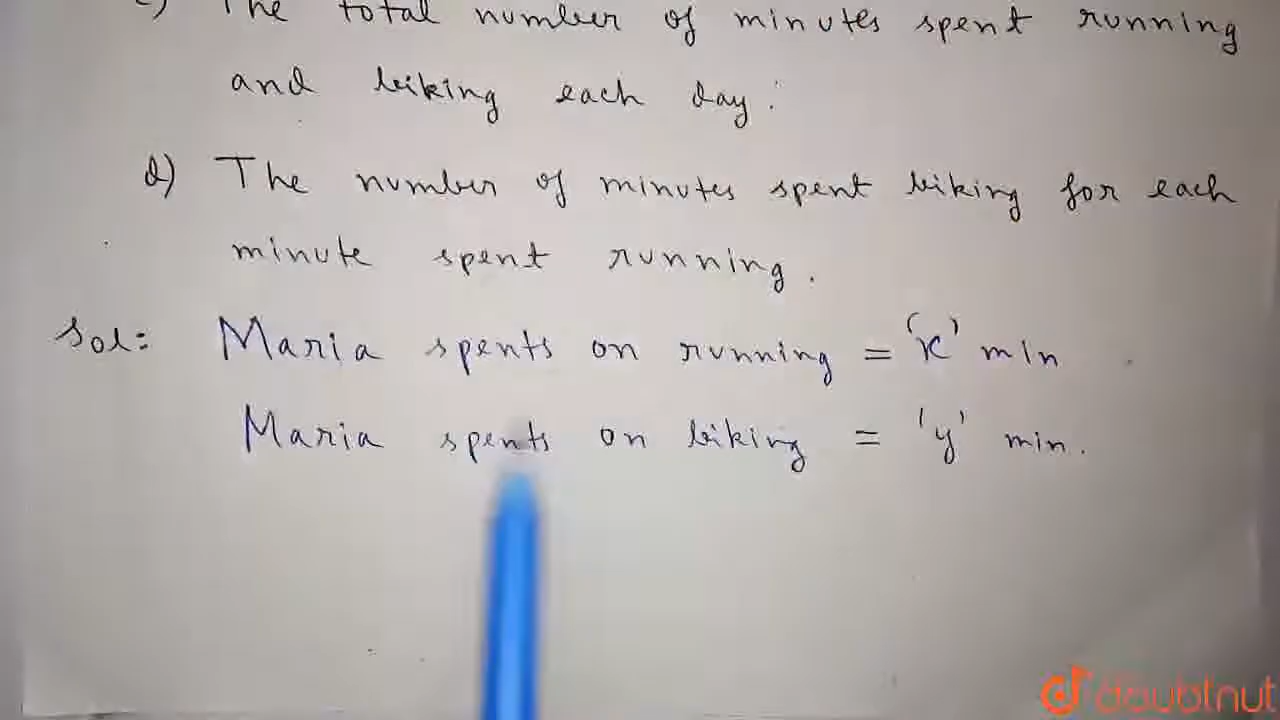 c) The total number of minutes spent running
and biking each day.
d) The number of minutes spent biking for each
minute spent running.
Sol: Maria spents on running = 'x' min
Maria spents on biking = 'y' min.
doubtnut